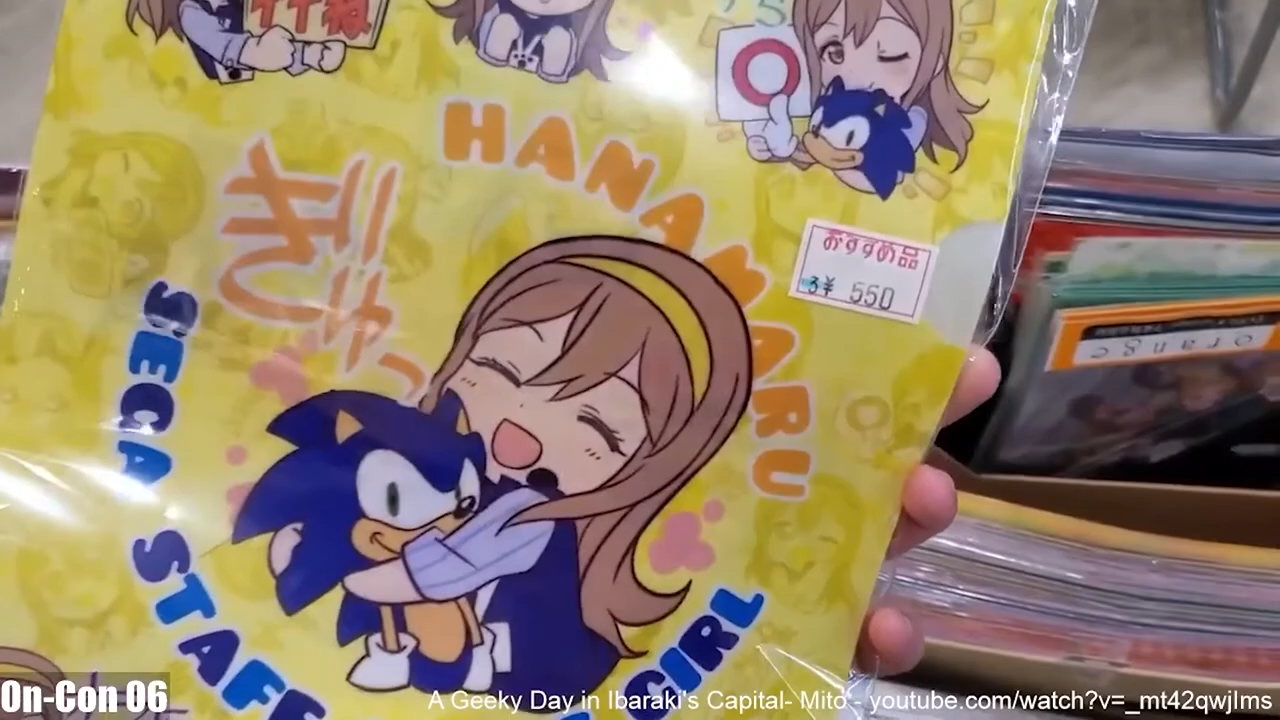 HANAMARU
ぎゅーっ
おすすめ品
¥ 550
orange
SEGA STAFF
GIRL
On-Con 06
A Geeky Day in Ibaraki's Capital- Mito - youtube.com/watch?v=_mt42qwjlms